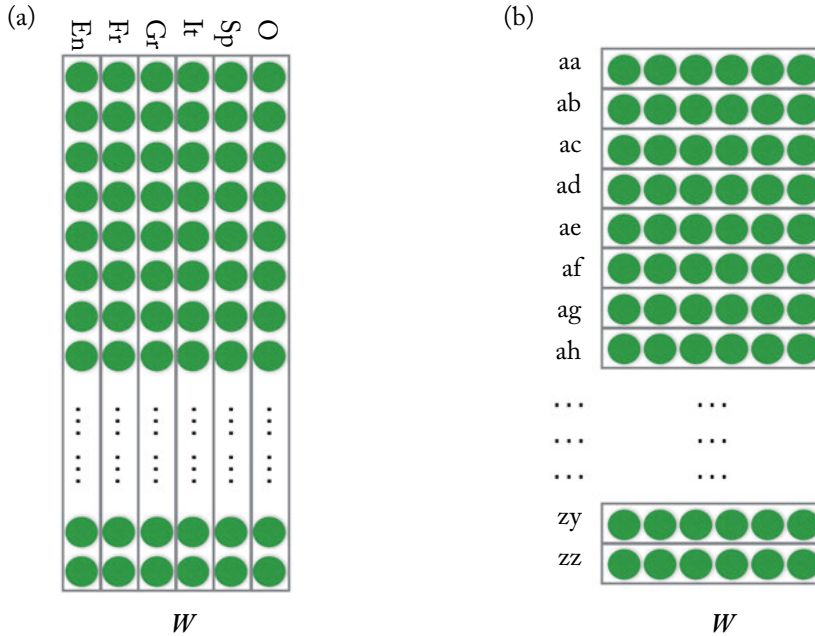 (a)
En Fr Gr It Sp O
W
(b)
aa
ab
ac
ad
ae
af
ag
ah
... ...
... ...
... ...
zy
zz
W